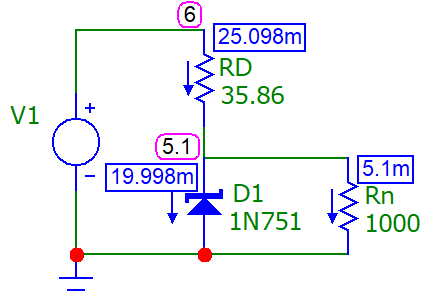 6
25.098m
RD
35.86
V1
+
5.1
5.1m
19.998m
−
D1
Rn
1N751
1000